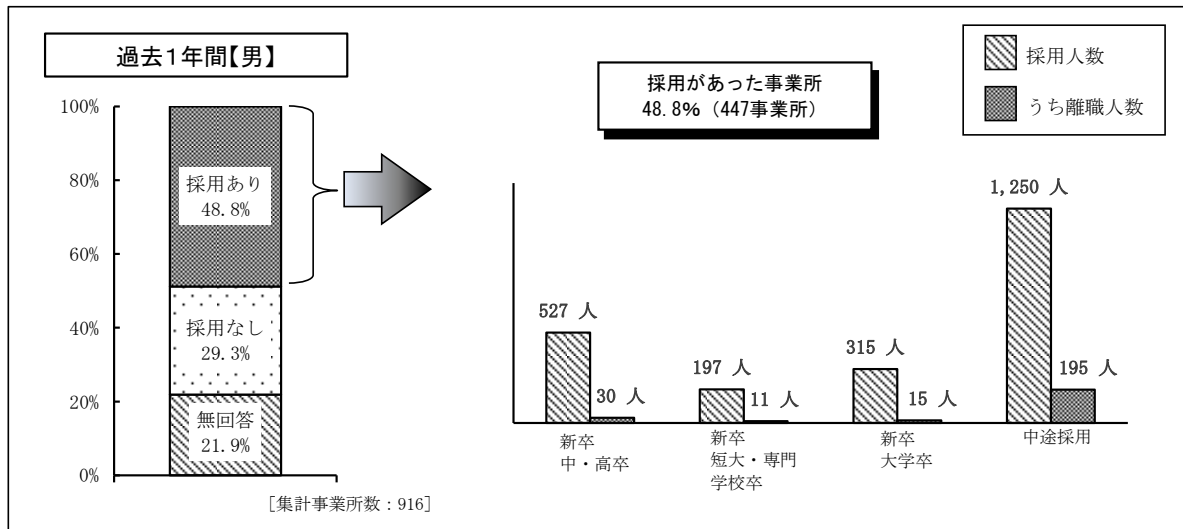 過去1年間【男】
100%
80%
60%
40%
20%
0%
採用あり
48.8%
採用なし
29.3%
無回答
21.9%
[集計事業所数：916]
採用があった事業所
48.8%（447事業所）
採用人数
うち離職人数
527 人
30 人
197 人
11 人
315 人
15 人
1,250 人
195 人
新卒
中・高卒
新卒
短大・専門
学校卒
新卒
大学卒
中途採用